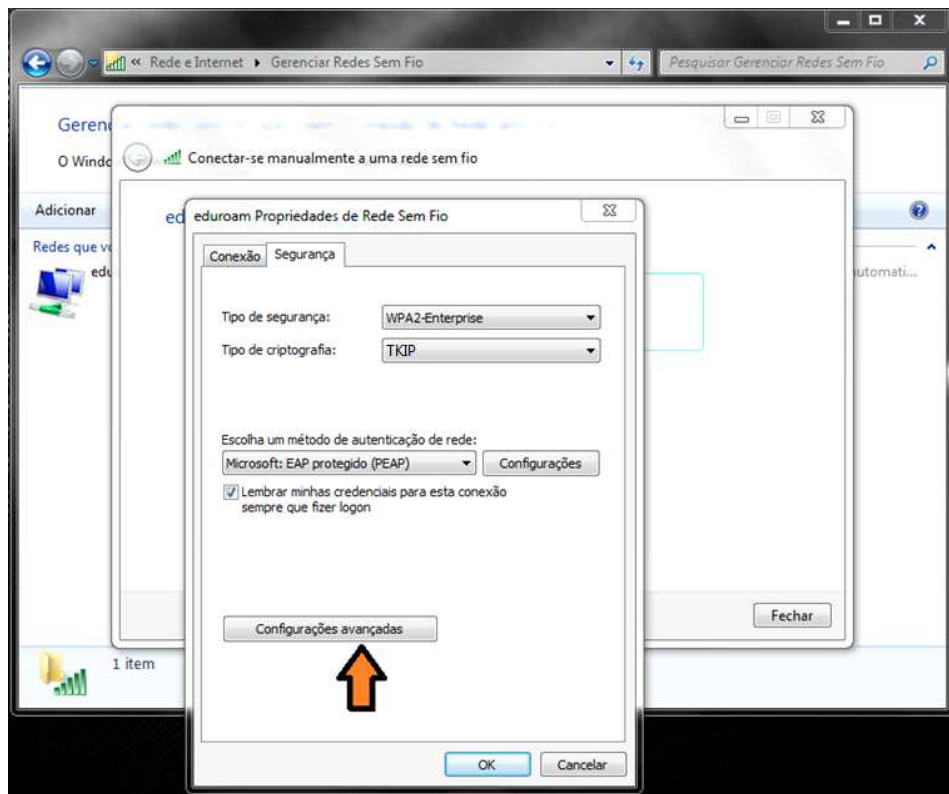 « Rede e Internet ▸ Gerenciar Redes Sem Fio
Pesquisar Gerenciar Redes Sem Fio
Gerenc
O Windo
Conectar-se manualmente a uma rede sem fio
Adicionar
ed
eduroam Propriedades de Rede Sem Fio
Redes que vo
Conexão
Segurança
edu
utomati...
Tipo de segurança:
WPA2-Enterprise
Tipo de criptografia:
TKIP
Escolha um método de autenticação de rede:
Microsoft: EAP protegido (PEAP)
Configurações
Lembrar minhas credenciais para esta conexão
sempre que fizer logon
Fechar
Configurações avançadas
1 item
OK
Cancelar